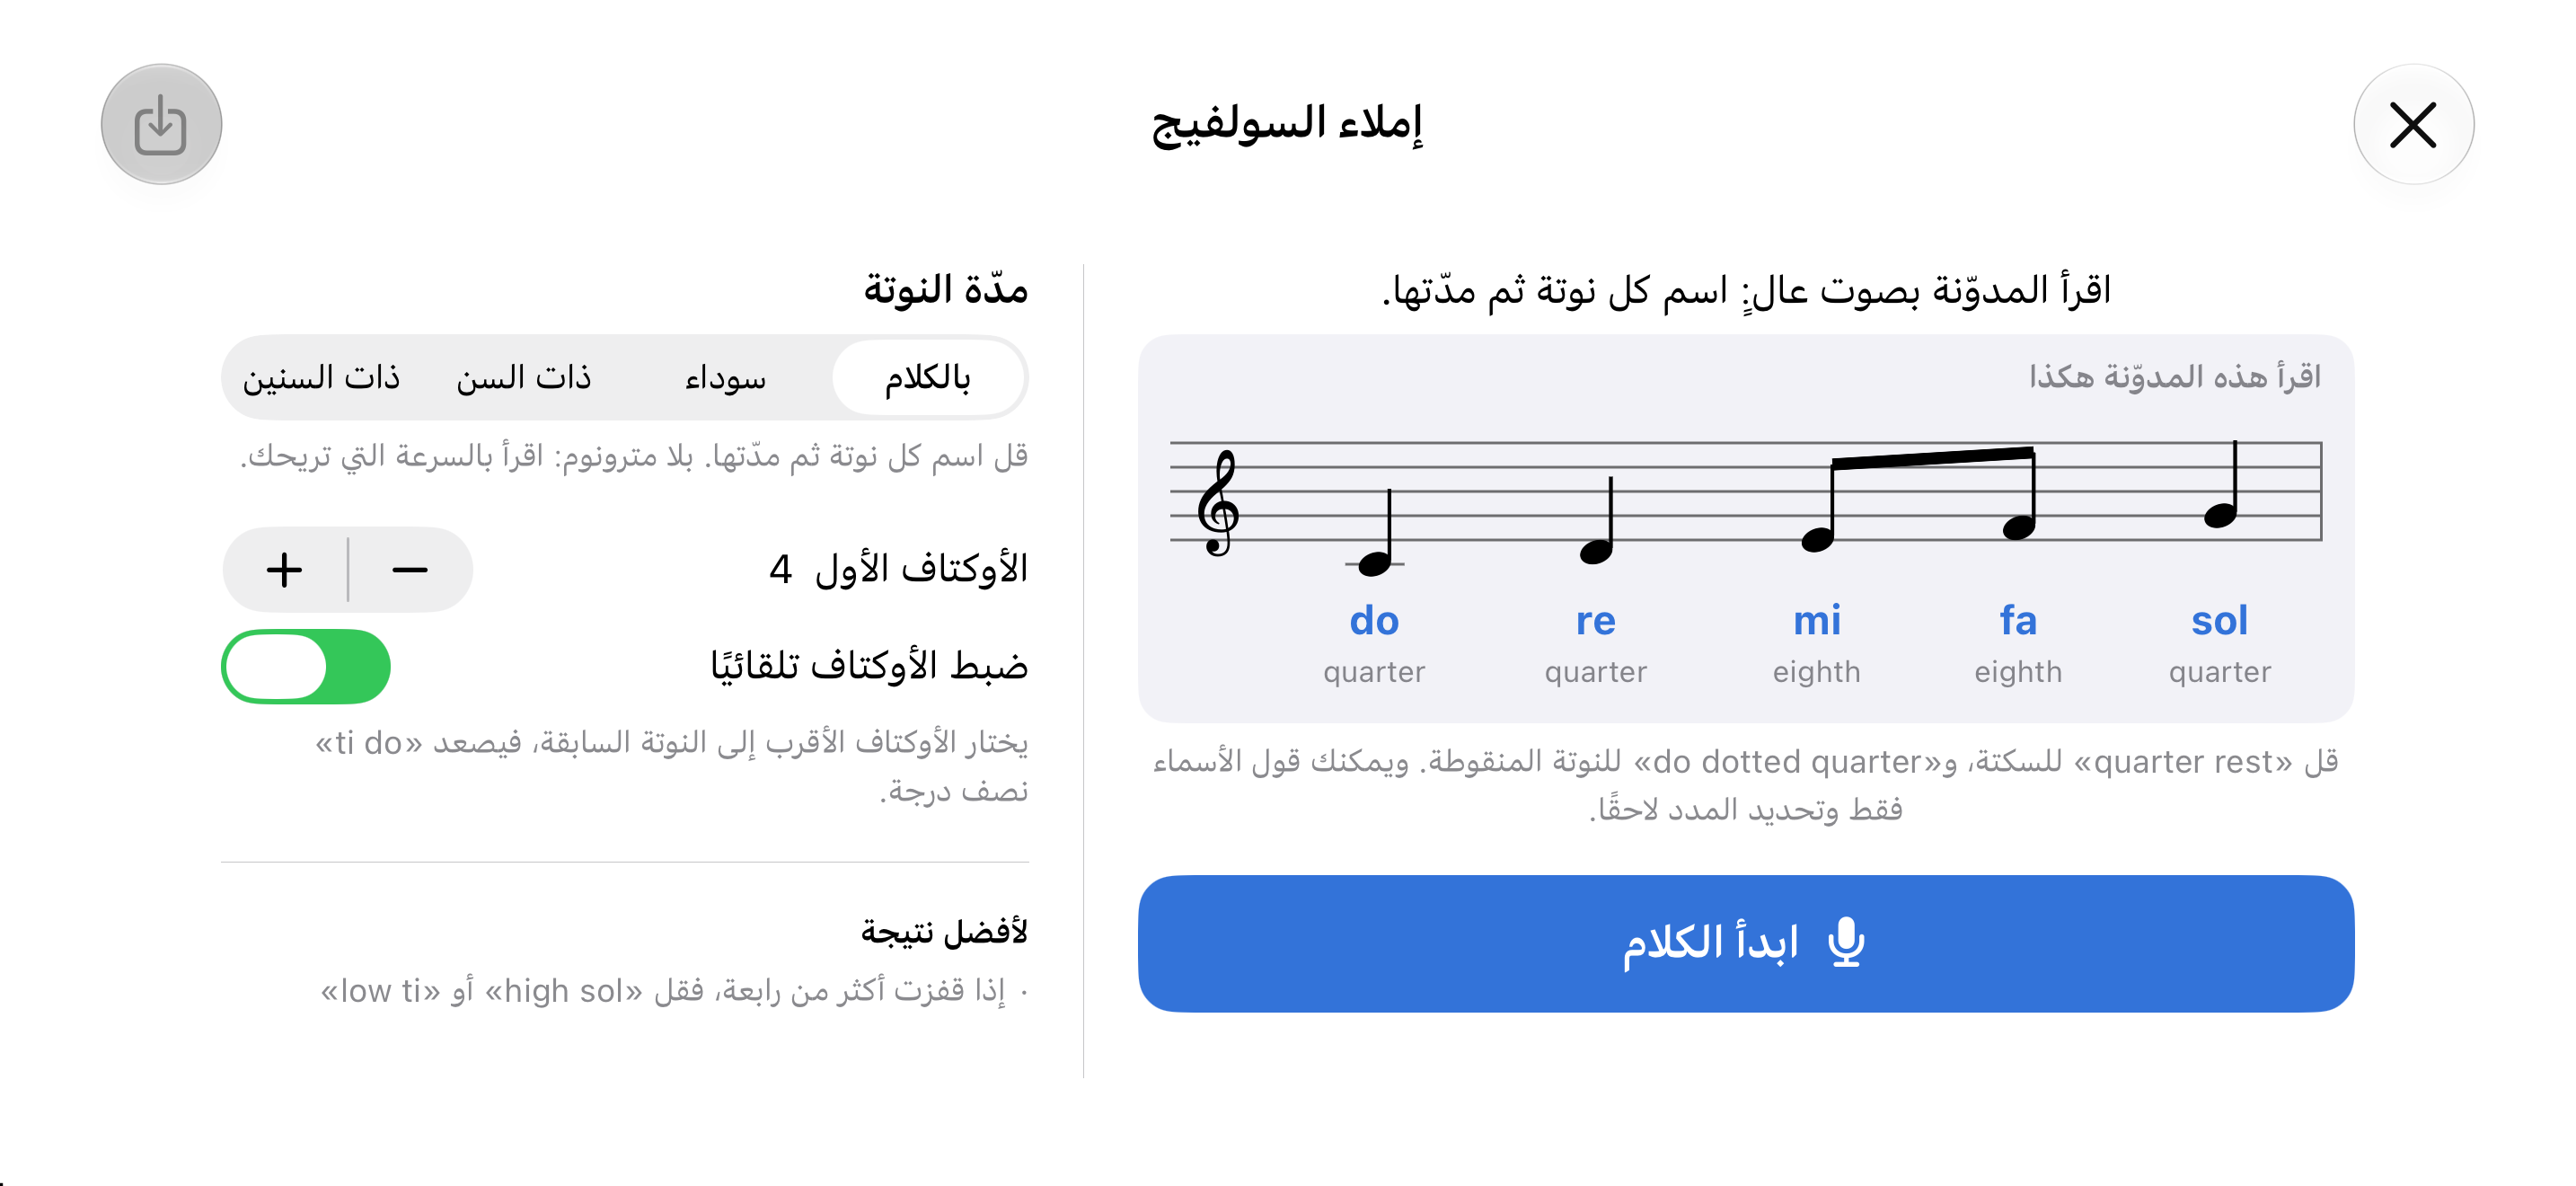 إملاء السولفيج
اقرأ المدوّنة بصوت عالٍ: اسم كل نوتة ثم مدّتها.
اقرأ هذه المدوّنة هكذا
do re mi fa sol
quarter quarter eighth eighth quarter
قل «quarter rest» للسكتة، و«do dotted quarter» للنوتة المنقوطة. ويمكنك قول الأسماء
فقط وتحديد المدد لاحقًا.
ابدأ الكلام
مدّة النوتة
بالكلام سوداء ذات السن ذات السنين
قل اسم كل نوتة ثم مدّتها. بلا مترونوم: اقرأ بالسرعة التي تريحك.
الأوكتاف الأول 4
ضبط الأوكتاف تلقائيًا
يختار الأوكتاف الأقرب إلى النوتة السابقة، فيصعد «ti do»
نصف درجة.
لأفضل نتيجة
· إذا قفزت أكثر من رابعة، فقل «high sol» أو «low ti»